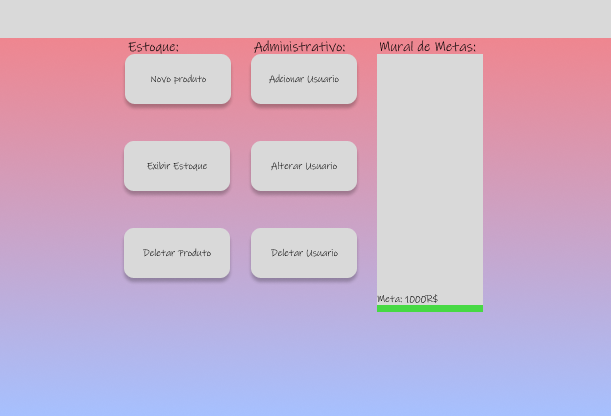 Estoque:
Administrativo:
Mural de Metas:
Novo produto
Adcionar Usuario
Exibir Estoque
Alterar Usuario
Deletar Produto
Deletar Usuario
Meta: 1000R$